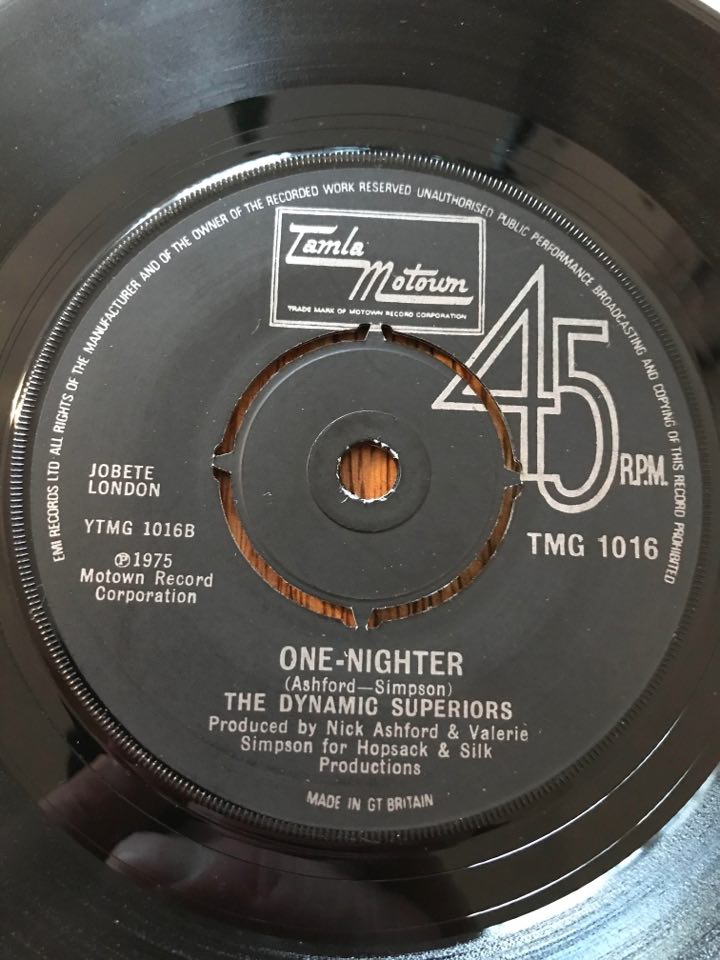 EMI RECORDS LTD ALL RIGHTS OF THE MANUFACTURER AND OF THE OWNER OF THE RECORDED WORK RESERVED UNAUTHORISED PUBLIC PERFORMANCE BROADCASTING AND COPYING OF THIS RECORD PROHIBITED
Tamla
Motown
TRADE MARK OF MOTOWN RECORD CORPORATION
45
R.P.M.
JOBETE
LONDON
YTMG 1016B
℗1975
Motown Record
Corporation
TMG 1016
ONE-NIGHTER
(Ashford—Simpson)
THE DYNAMIC SUPERIORS
Produced by Nick Ashford & Valerie
Simpson for Hopsack & Silk
Productions
MADE IN GT BRITAIN